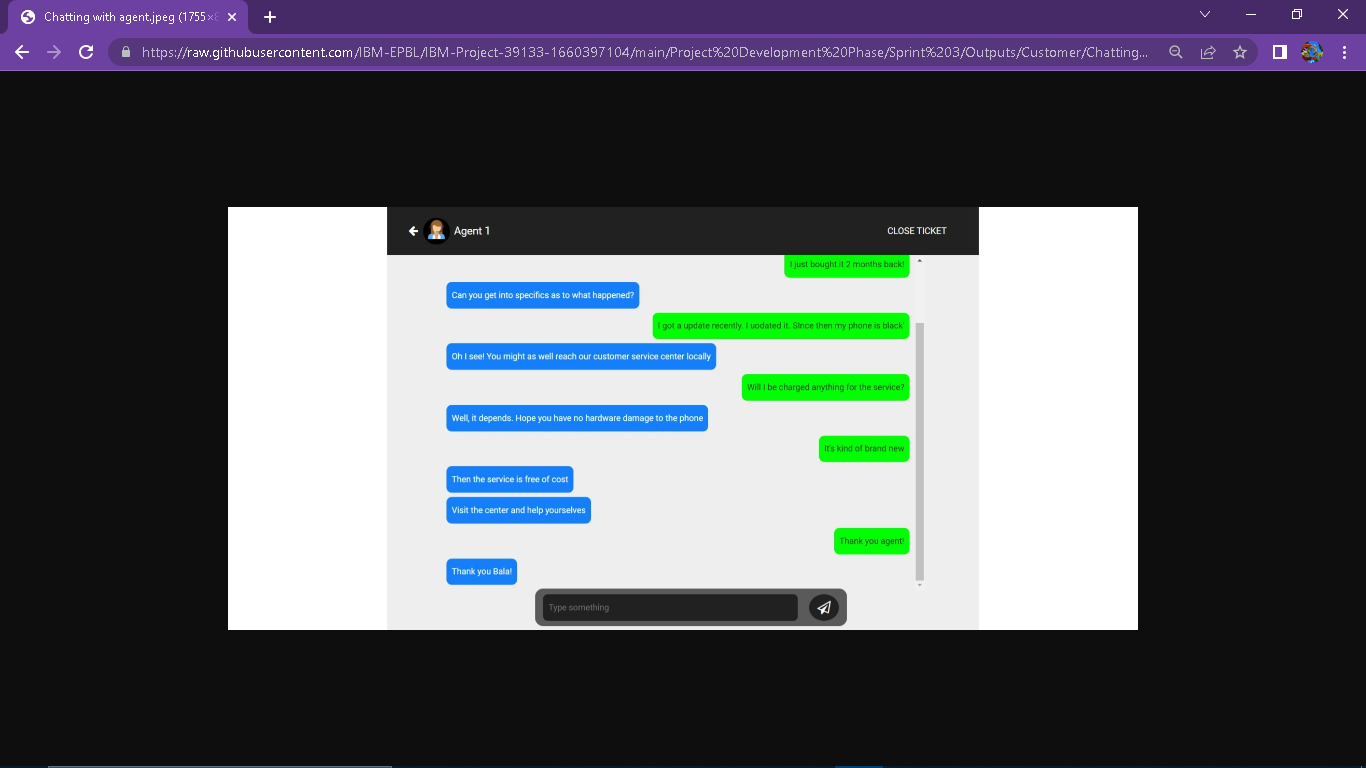 Chatting with agent.jpeg (1755×8
https://raw.githubusercontent.com/IBM-EPBL/IBM-Project-39133-1660397104/main/Project%20Development%20Phase/Sprint%203/Outputs/Customer/Chatting...
Agent 1
CLOSE TICKET
I just bought it 2 months back!
Can you get into specifics as to what happened?
I got a update recently. I uodated it. SInce then my phone is black'
Oh I see! You might as well reach our customer service center locally
Will I be charged anything for the service?
Well, it depends. Hope you have no hardware damage to the phone
It's kind of brand new
Then the service is free of cost
Visit the center and help yourselves
Thank you agent!
Thank you Bala!
Type something